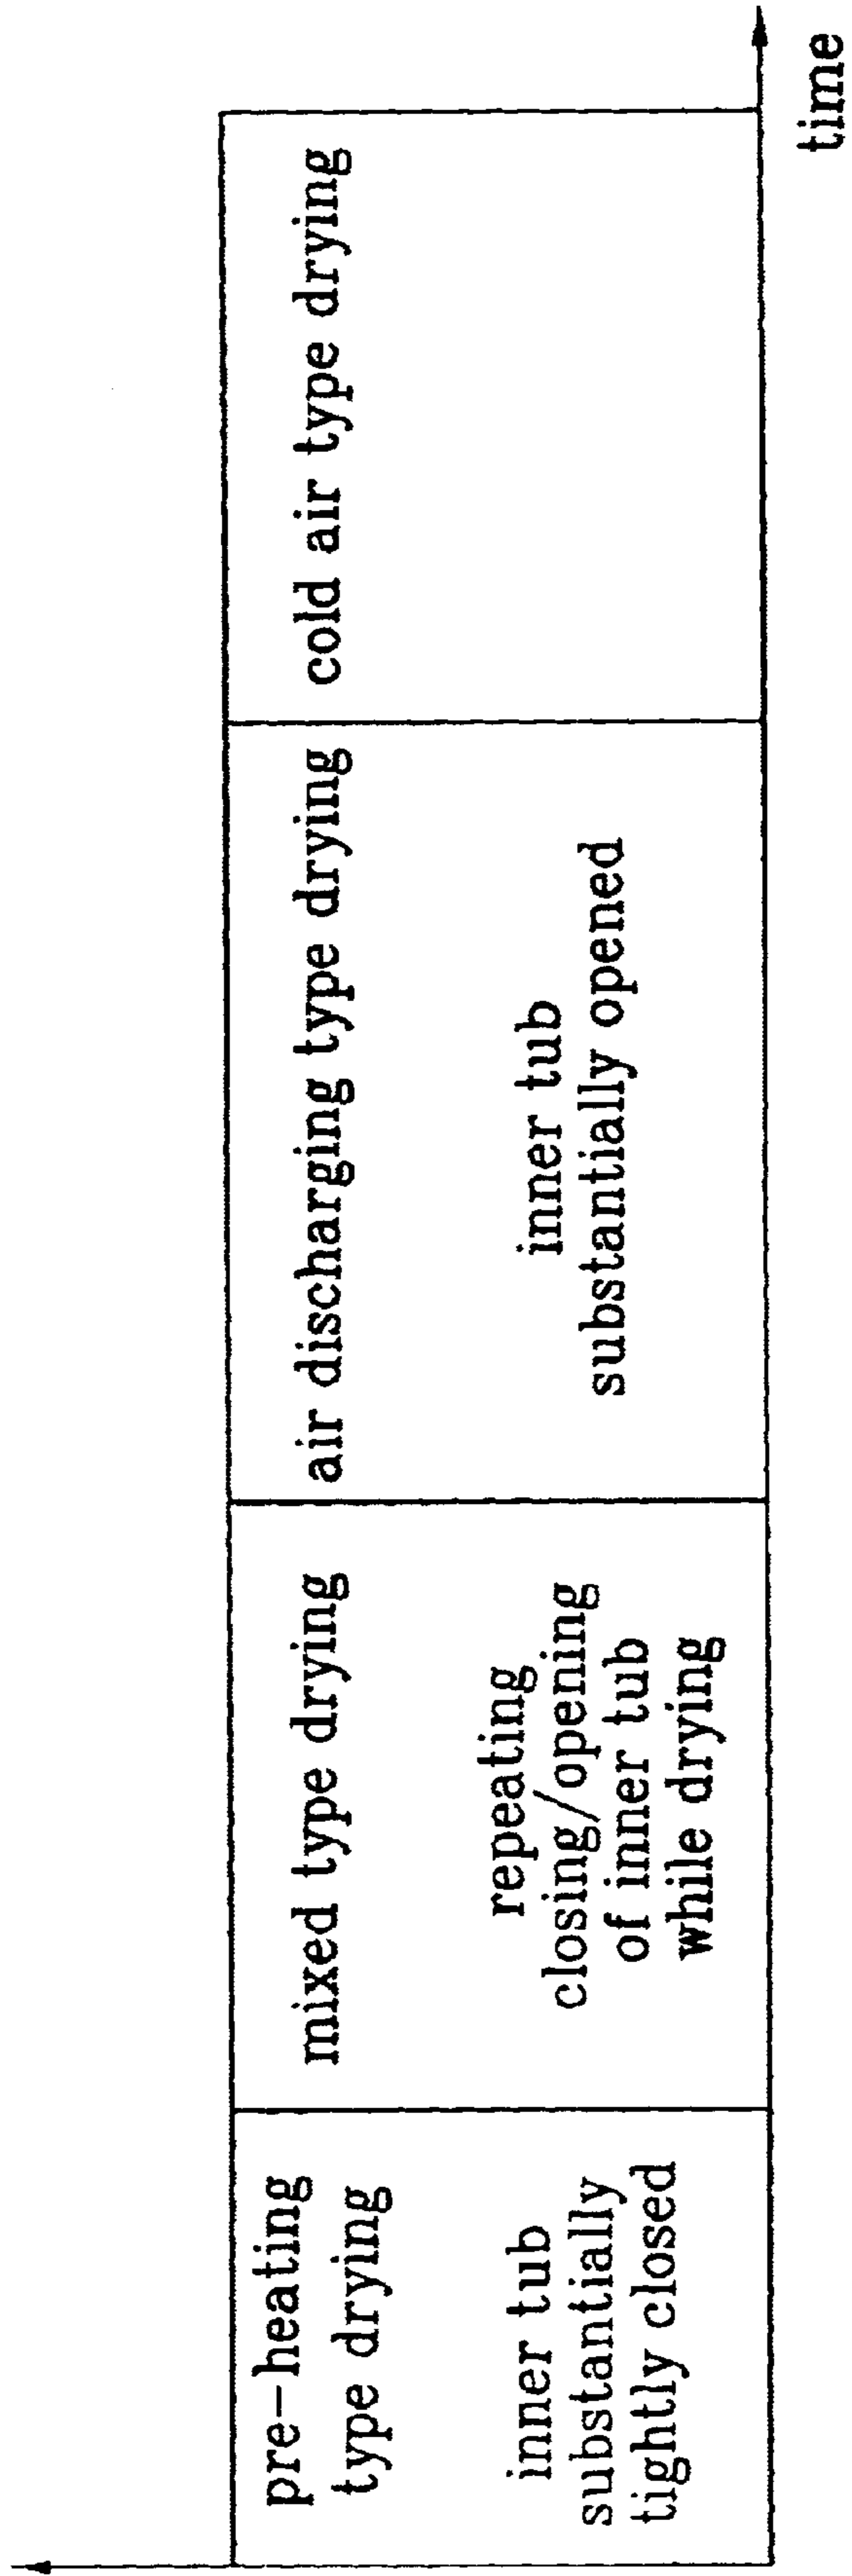 pre-heating
type drying
inner tub
substantially
tightly closed
mixed type drying
repeating
closing/opening
of inner tub
while drying
air discharging type drying
inner tub
substantially opened
cold air type drying
time